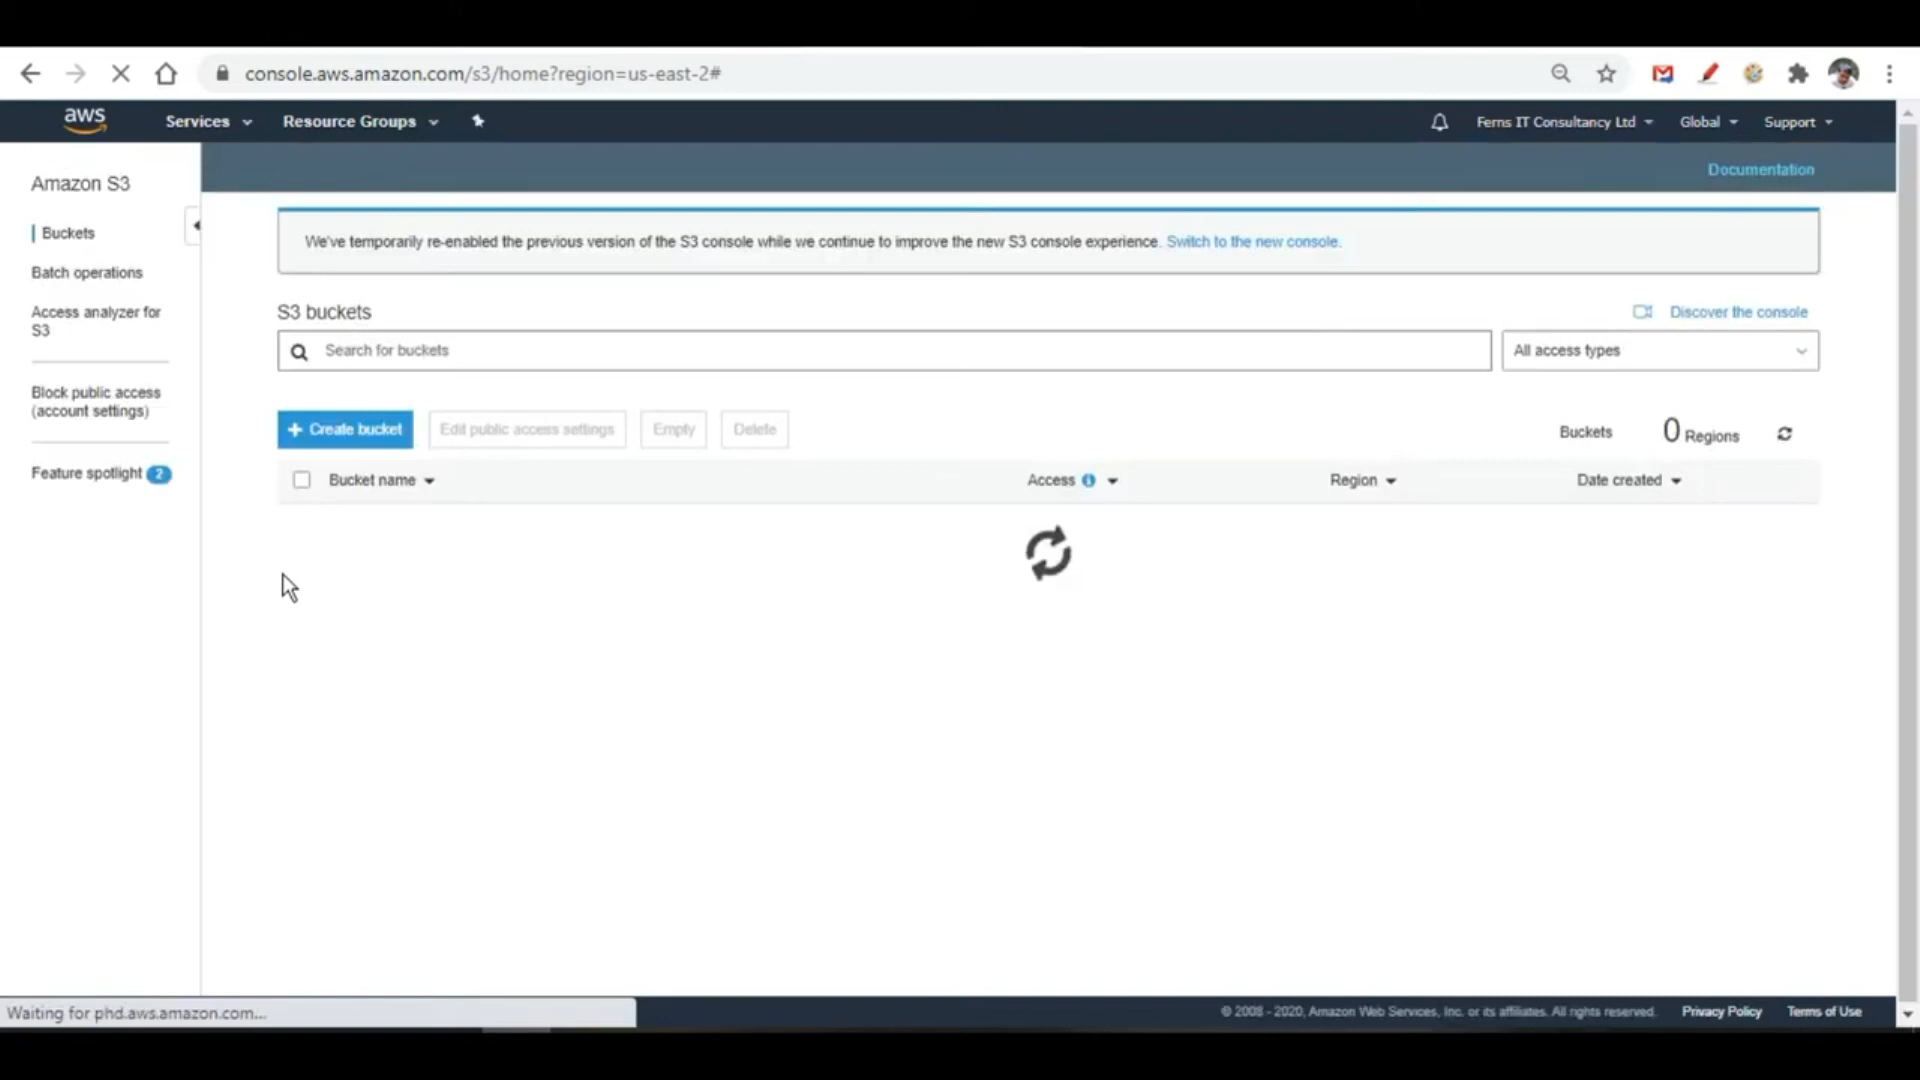 console.aws.amazon.com/s3/home?region=us-east-2#
aws
Services
Resource Groups
Ferns IT Consultancy Ltd
Global
Support
Amazon S3
Documentation
Buckets
Batch operations
Access analyzer for
S3
Block public access
(account settings)
Feature spotlight 2
We've temporarily re-enabled the previous version of the S3 console while we continue to improve the new S3 console experience. Switch to the new console.
S3 buckets
Discover the console
Search for buckets
All access types
+ Create bucket
Edit public access settings
Empty
Delete
Buckets
0 Regions
Bucket name
Access
Region
Date created
Waiting for phd.aws.amazon.com...
© 2008 - 2020, Amazon Web Services, Inc. or its affiliates. All rights reserved.
Privacy Policy
Terms of Use